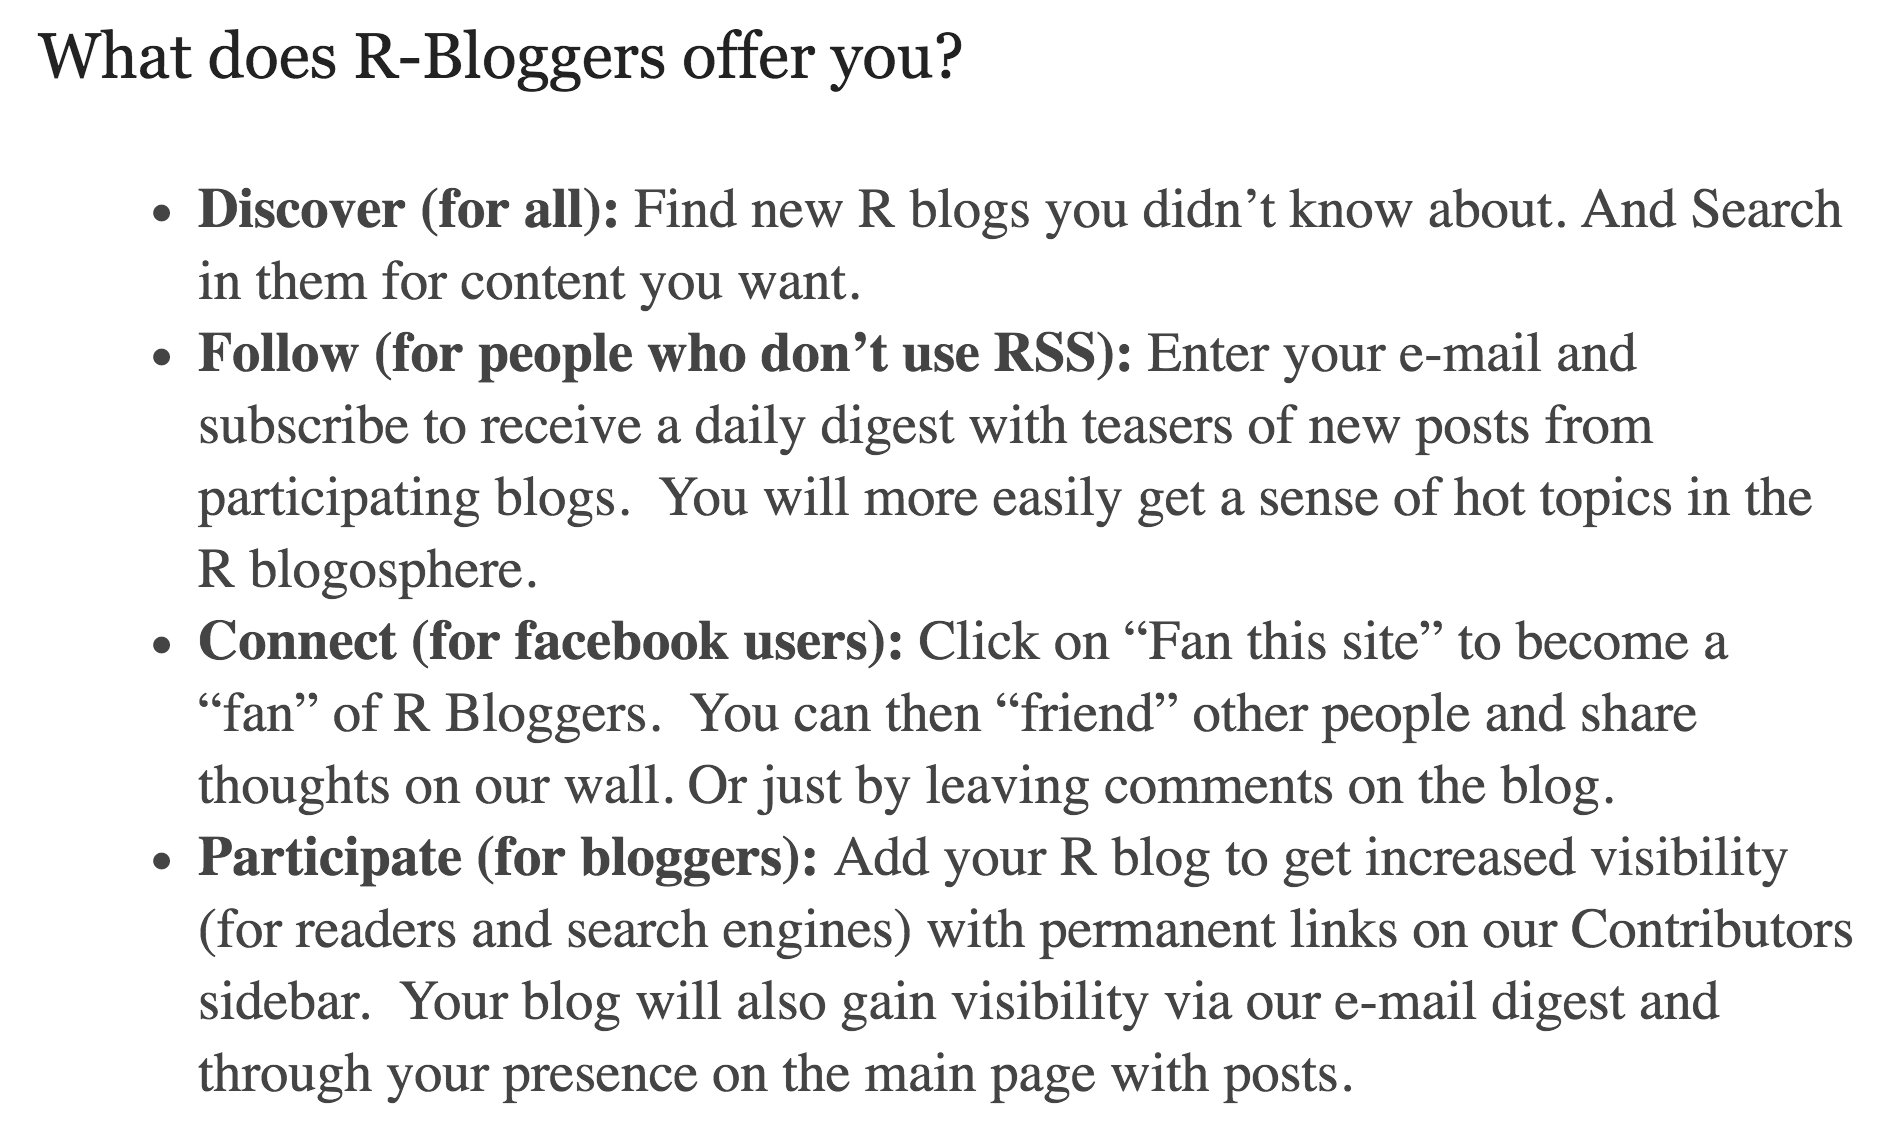 What does R-Bloggers offer you?
• Discover (for all): Find new R blogs you didn’t know about. And Search
in them for content you want.
• Follow (for people who don’t use RSS): Enter your e-mail and
subscribe to receive a daily digest with teasers of new posts from
participating blogs.  You will more easily get a sense of hot topics in the
R blogosphere.
• Connect (for facebook users): Click on “Fan this site” to become a
“fan” of R Bloggers.  You can then “friend” other people and share
thoughts on our wall. Or just by leaving comments on the blog.
• Participate (for bloggers): Add your R blog to get increased visibility
(for readers and search engines) with permanent links on our Contributors
sidebar.  Your blog will also gain visibility via our e-mail digest and
through your presence on the main page with posts.